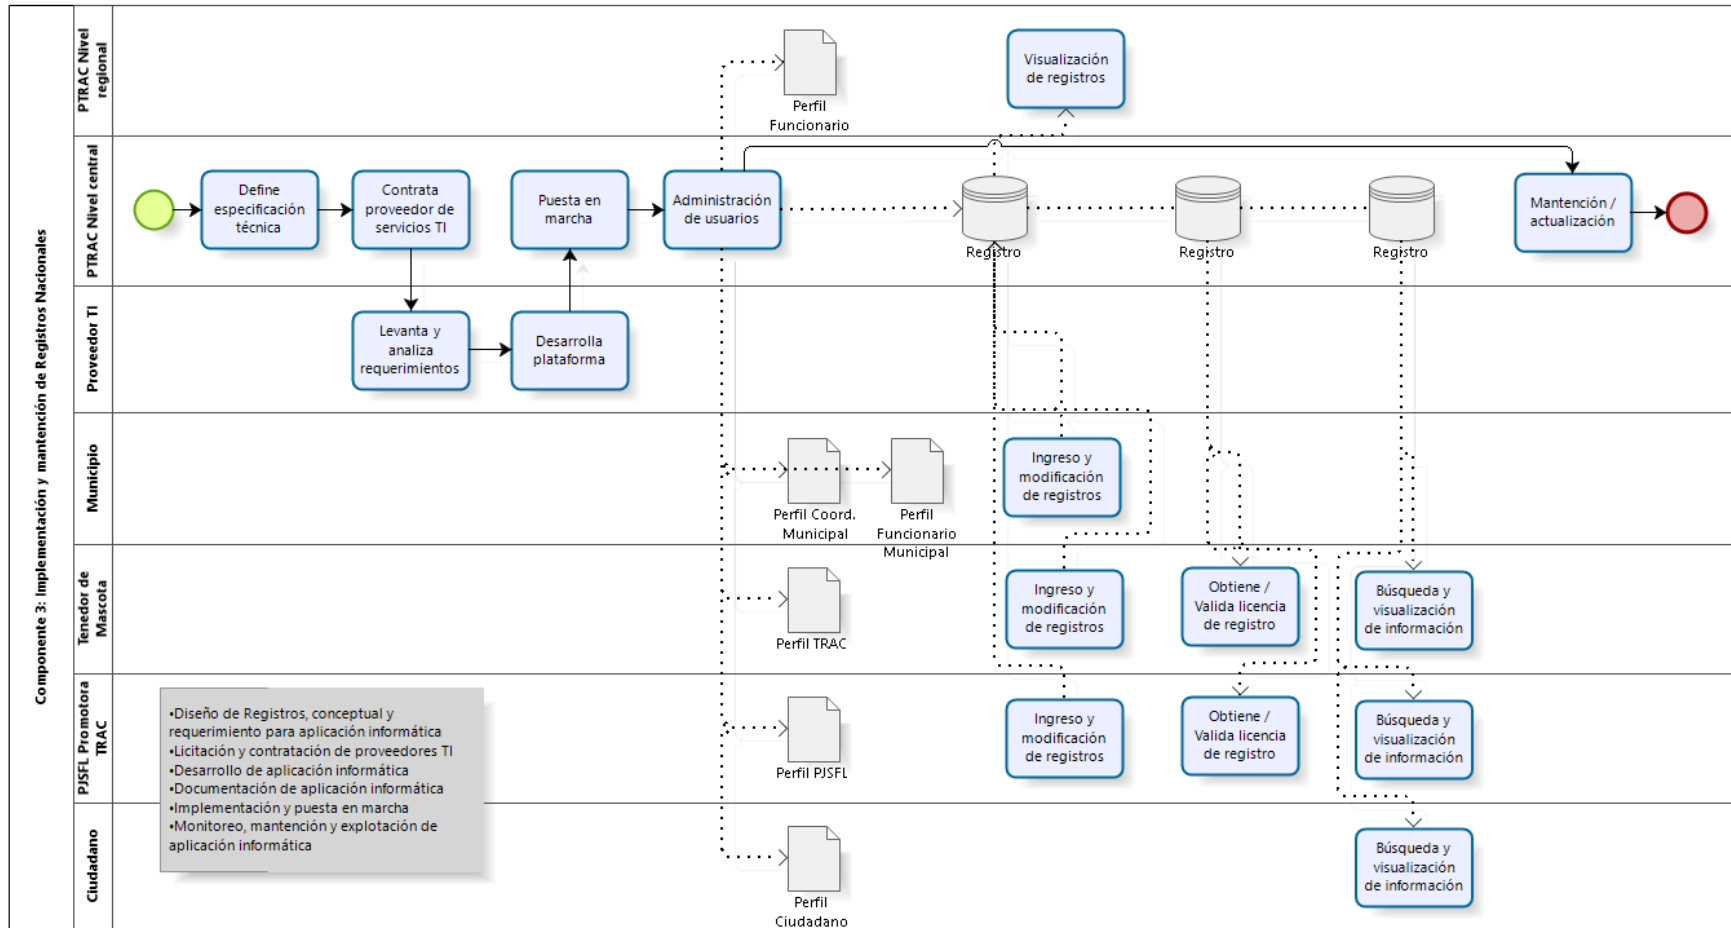 Componente 3: Implementación y mantención de Registros Nacionales
PTRAC Nivel
regional
Perfil
Funcionario
Visualización
de registros
PTRAC Nivel central
Define
especificación
técnica
Contrata
proveedor de
servicios TI
Puesta en
marcha
Administración
de usuarios
Registro
Registro
Registro
Mantención /
actualización
Proveedor TI
Levanta y
analiza
requerimientos
Desarrolla
plataforma
Municipio
Perfil Coord.
Municipal
Perfil
Funcionario
Municipal
Ingreso y
modificación
de registros
Tenedor de
Mascota
Perfil TRAC
Ingreso y
modificación
de registros
Obtiene /
Valida licencia
de registro
Búsqueda y
visualización
de información
PJSFL Promotora
TRAC
•Diseño de Registros, conceptual y
requerimiento para aplicación informática
•Licitación y contratación de proveedores TI
•Desarrollo de aplicación informática
•Documentación de aplicación informática
•Implementación y puesta en marcha
•Monitoreo, mantención y explotación de
aplicación informática
Perfil PJSFL
Ingreso y
modificación
de registros
Obtiene /
Valida licencia
de registro
Búsqueda y
visualización
de información
Ciudadano
Perfil
Ciudadano
Búsqueda y
visualización
de información